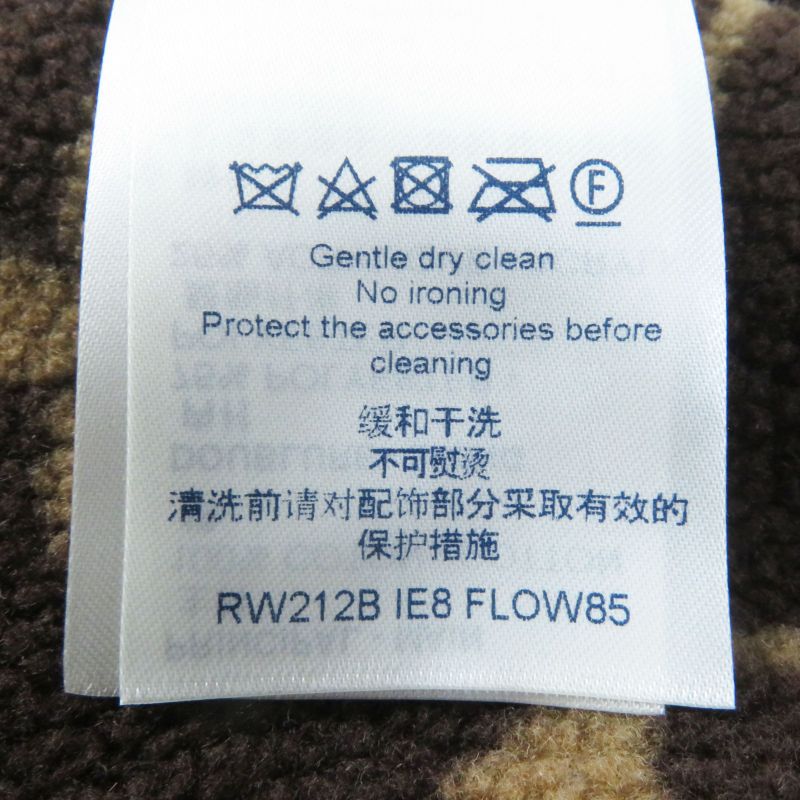 F
Gentle dry clean
No ironing
Protect the accessories before
cleaning
缓和干洗
不可熨烫
清洗前请对配饰部分采取有效的
保护措施
RW212B IE8 FLOW85